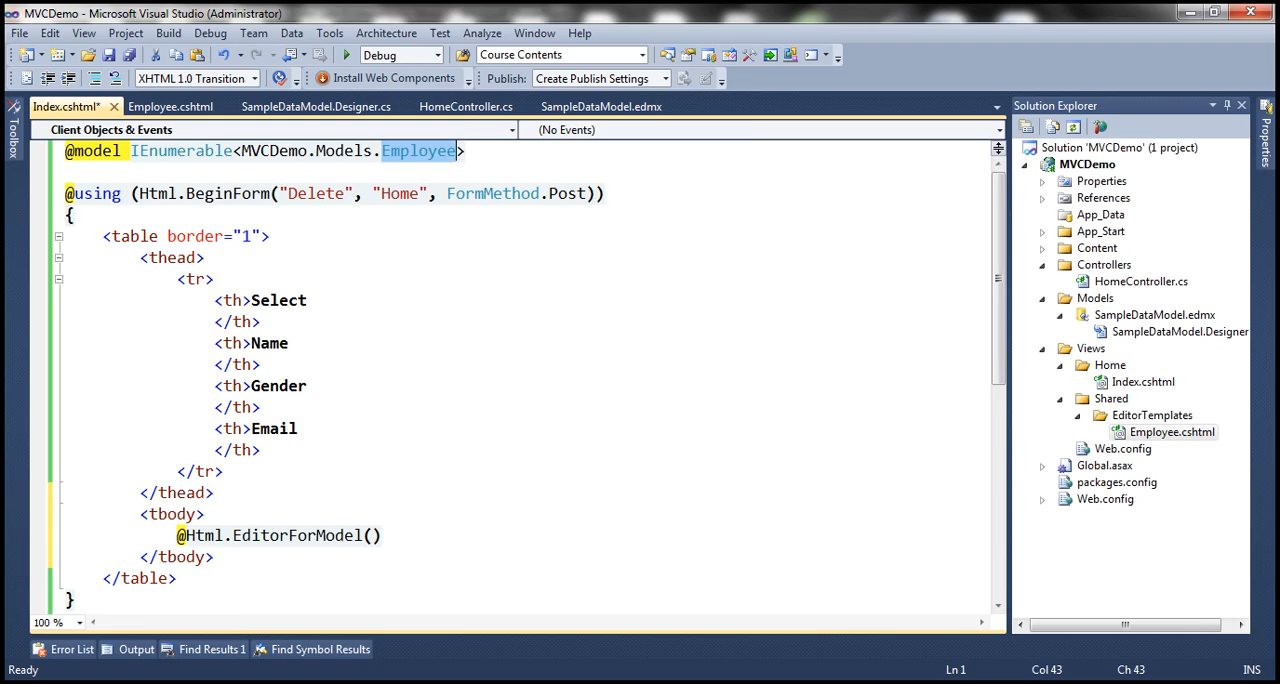 MVCDemo - Microsoft Visual Studio (Administrator)
File Edit View Project Build Debug Team Data Tools Architecture Test Analyze Window Help
Debug Course Contents
XHTML 1.0 Transition Install Web Components Publish: Create Publish Settings
Index.cshtml* Employee.cshtml SampleDataModel.Designer.cs HomeController.cs SampleDataModel.edmx
Client Objects & Events (No Events)
@model IEnumerable<MVCDemo.Models.Employee>
@using (Html.BeginForm("Delete", "Home", FormMethod.Post))
{
<table border="1">
<thead>
<tr>
<th>Select
</th>
<th>Name
</th>
<th>Gender
</th>
<th>Email
</th>
</tr>
</thead>
<tbody>
@Html.EditorForModel()
</tbody>
</table>
}
100 %
Toolbox
Solution Explorer
Solution 'MVCDemo' (1 project)
MVCDemo
Properties
References
App_Data
App_Start
Content
Controllers
HomeController.cs
Models
SampleDataModel.edmx
SampleDataModel.Designer
Views
Home
Index.cshtml
Shared
EditorTemplates
Employee.cshtml
Web.config
Global.asax
packages.config
Web.config
Properties
Error List Output Find Results 1 Find Symbol Results
Ready Ln 1 Col 43 Ch 43 INS